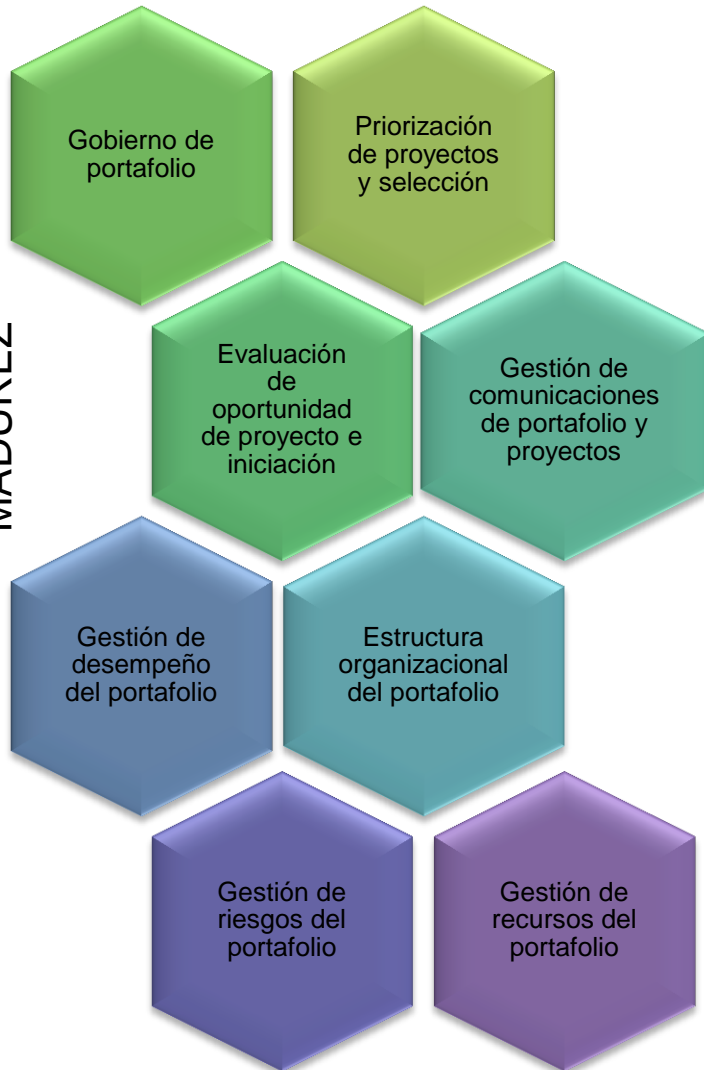 MADUREZ
Gobierno de
portafolio
Priorización
de proyectos
y selección
Evaluación
de
oportunidad
de proyecto e
iniciación
Gestión de
comunicaciones
de portafolio y
proyectos
Gestión de
desempeño
del portafolio
Estructura
organizacional
del portafolio
Gestión de
riesgos del
portafolio
Gestión de
recursos del
portafolio